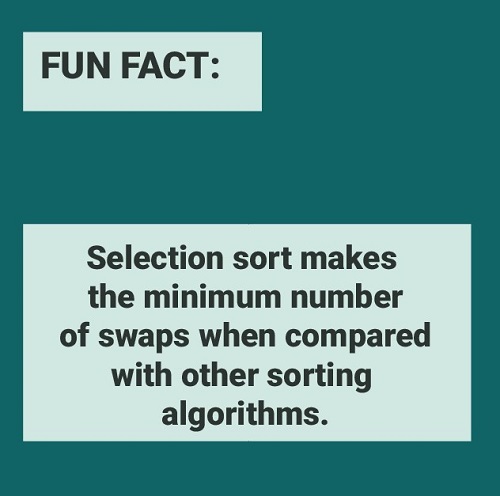 FUN FACT:
Selection sort makes
the minimum number
of swaps when compared
with other sorting
algorithms.